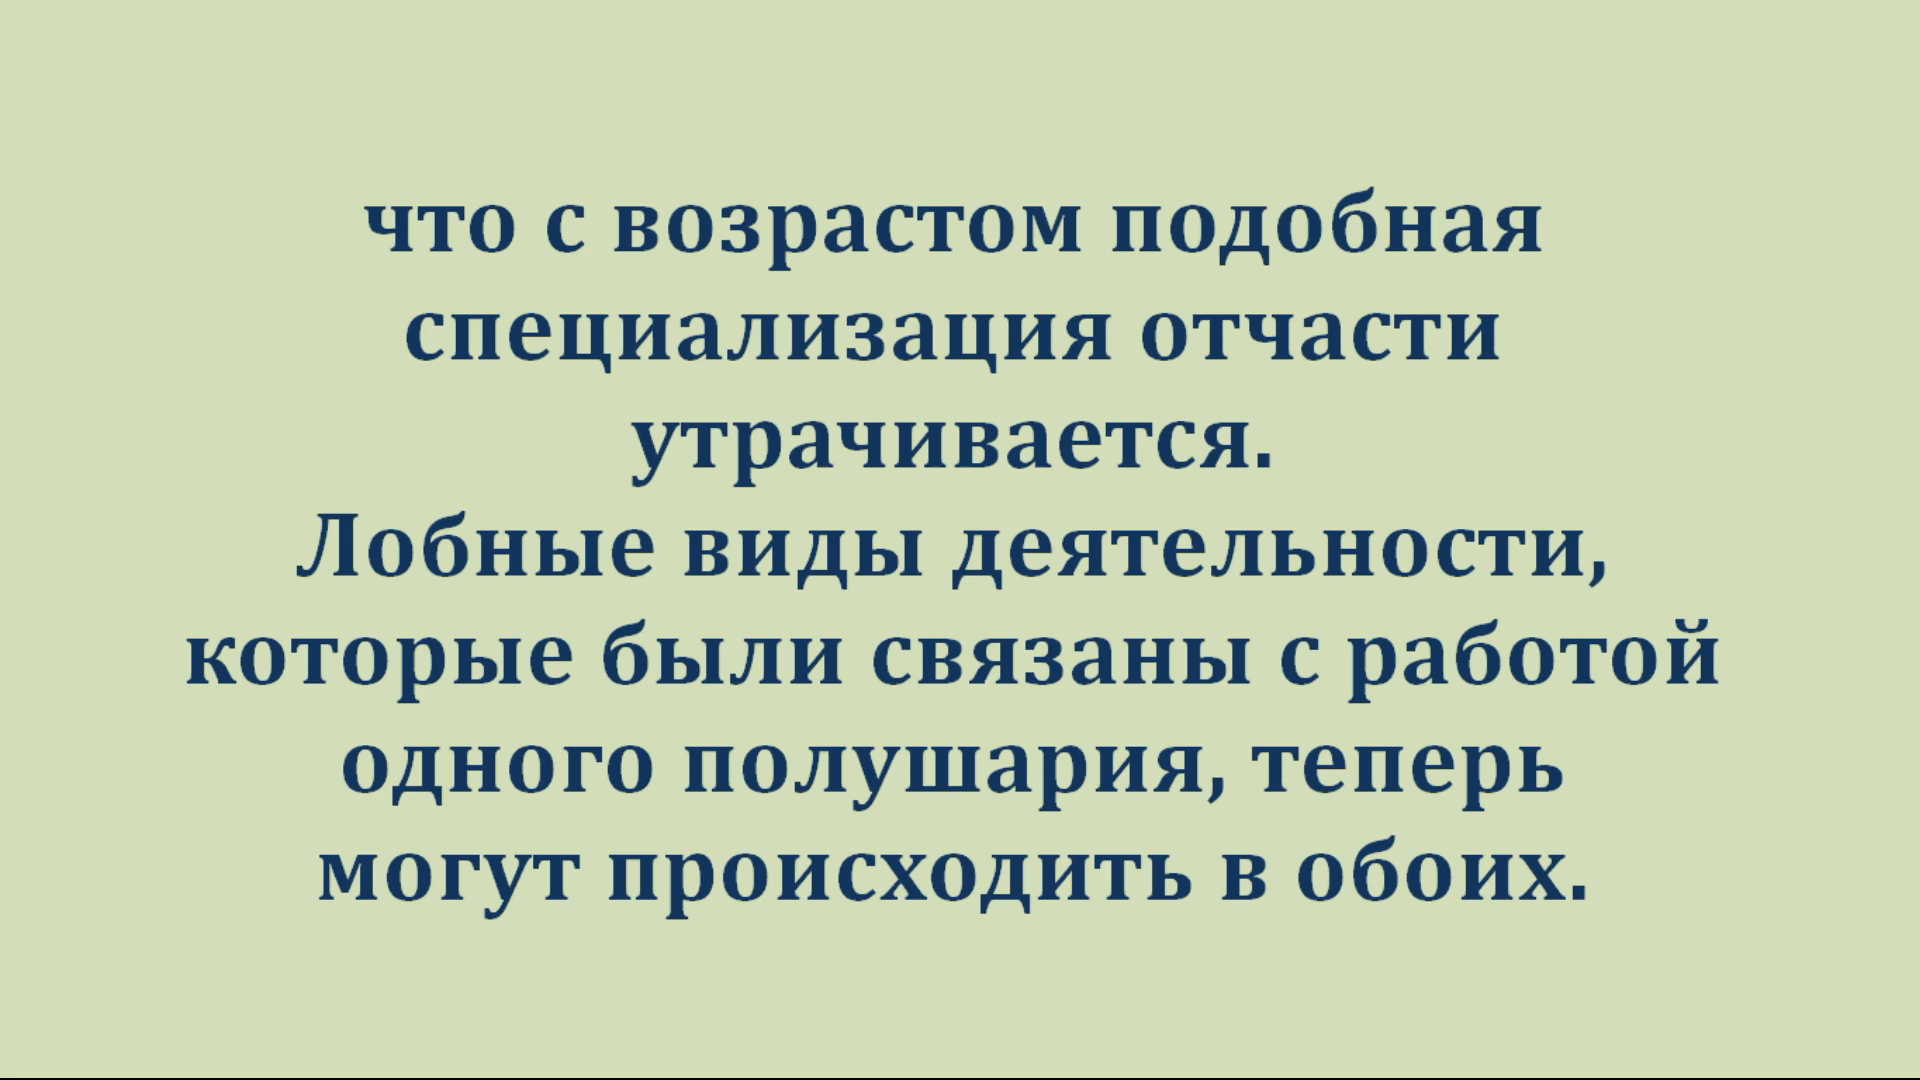 что с возрастом подобная
специализация отчасти
утрачивается.
Лобные виды деятельности,
которые были связаны с работой
одного полушария, теперь
могут происходить в обоих.